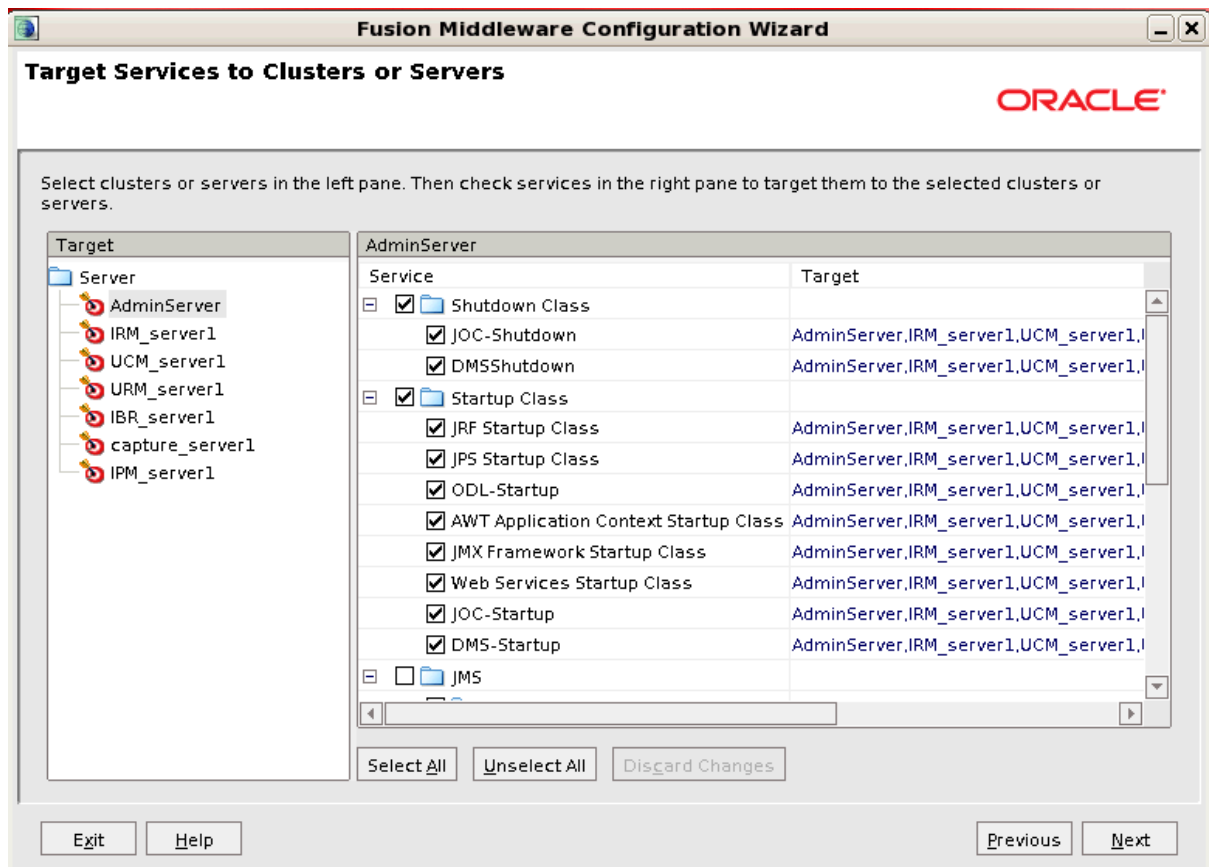 Fusion Middleware Configuration Wizard
Target Services to Clusters or Servers
ORACLE
Select clusters or servers in the left pane. Then check services in the right pane to target them to the selected clusters or
servers.
Target
Server
AdminServer
IRM_server1
UCM_server1
URM_server1
IBR_server1
capture_server1
IPM_server1
AdminServer
Service Target
Shutdown Class
JOC-Shutdown AdminServer,IRM_server1,UCM_server1,
DMSShutdown AdminServer,IRM_server1,UCM_server1,
Startup Class
JRF Startup Class AdminServer,IRM_server1,UCM_server1,
JPS Startup Class AdminServer,IRM_server1,UCM_server1,
ODL-Startup AdminServer,IRM_server1,UCM_server1,
AWT Application Context Startup Class AdminServer,IRM_server1,UCM_server1,
JMX Framework Startup Class AdminServer,IRM_server1,UCM_server1,
Web Services Startup Class AdminServer,IRM_server1,UCM_server1,
JOC-Startup AdminServer,IRM_server1,UCM_server1,
DMS-Startup AdminServer,IRM_server1,UCM_server1,
JMS
Select All Unselect All Discard Changes
Exit Help Previous Next